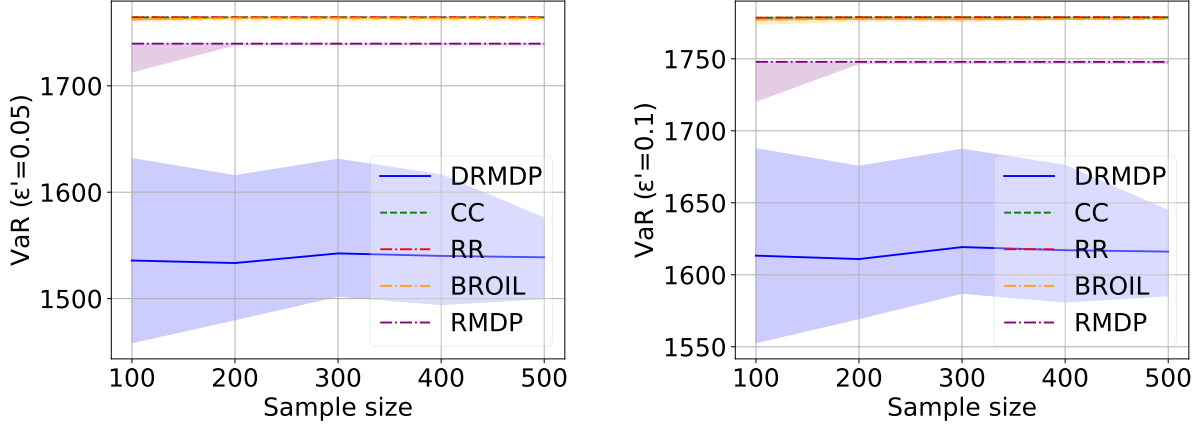 VaR (ε'=0.05)
1700
1600
1500
100 200 300 400 500
Sample size
DRMDP
CC
RR
BROIL
RMDP
VaR (ε'=0.1)
1750
1700
1650
1600
1550
100 200 300 400 500
Sample size
DRMDP
CC
RR
BROIL
RMDP